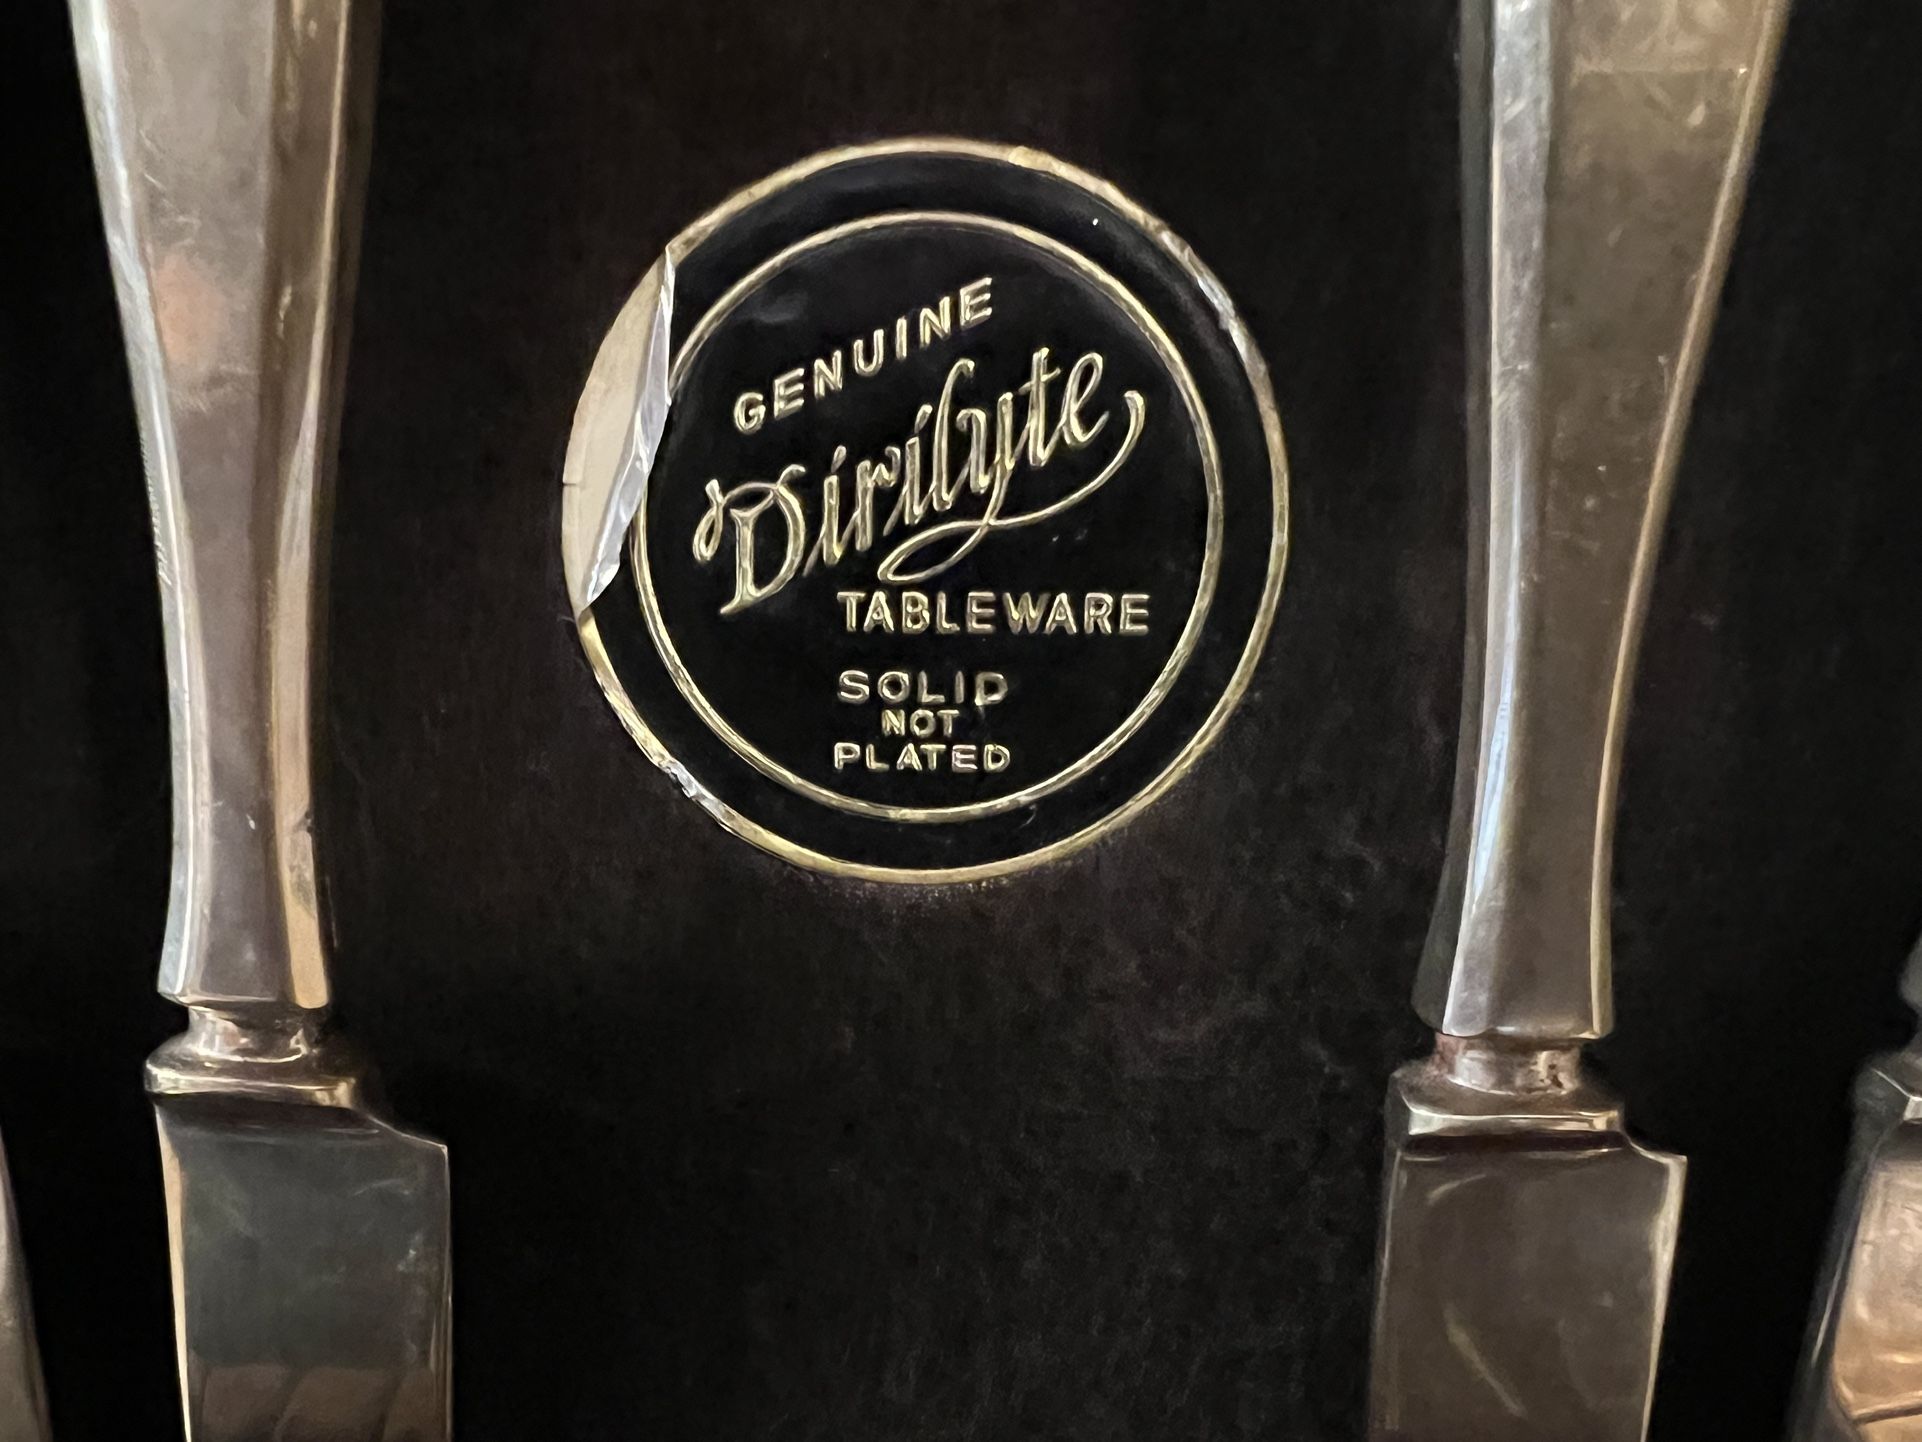 GENUINE
Dirilyte
TABLEWARE
SOLID
NOT
PLATED